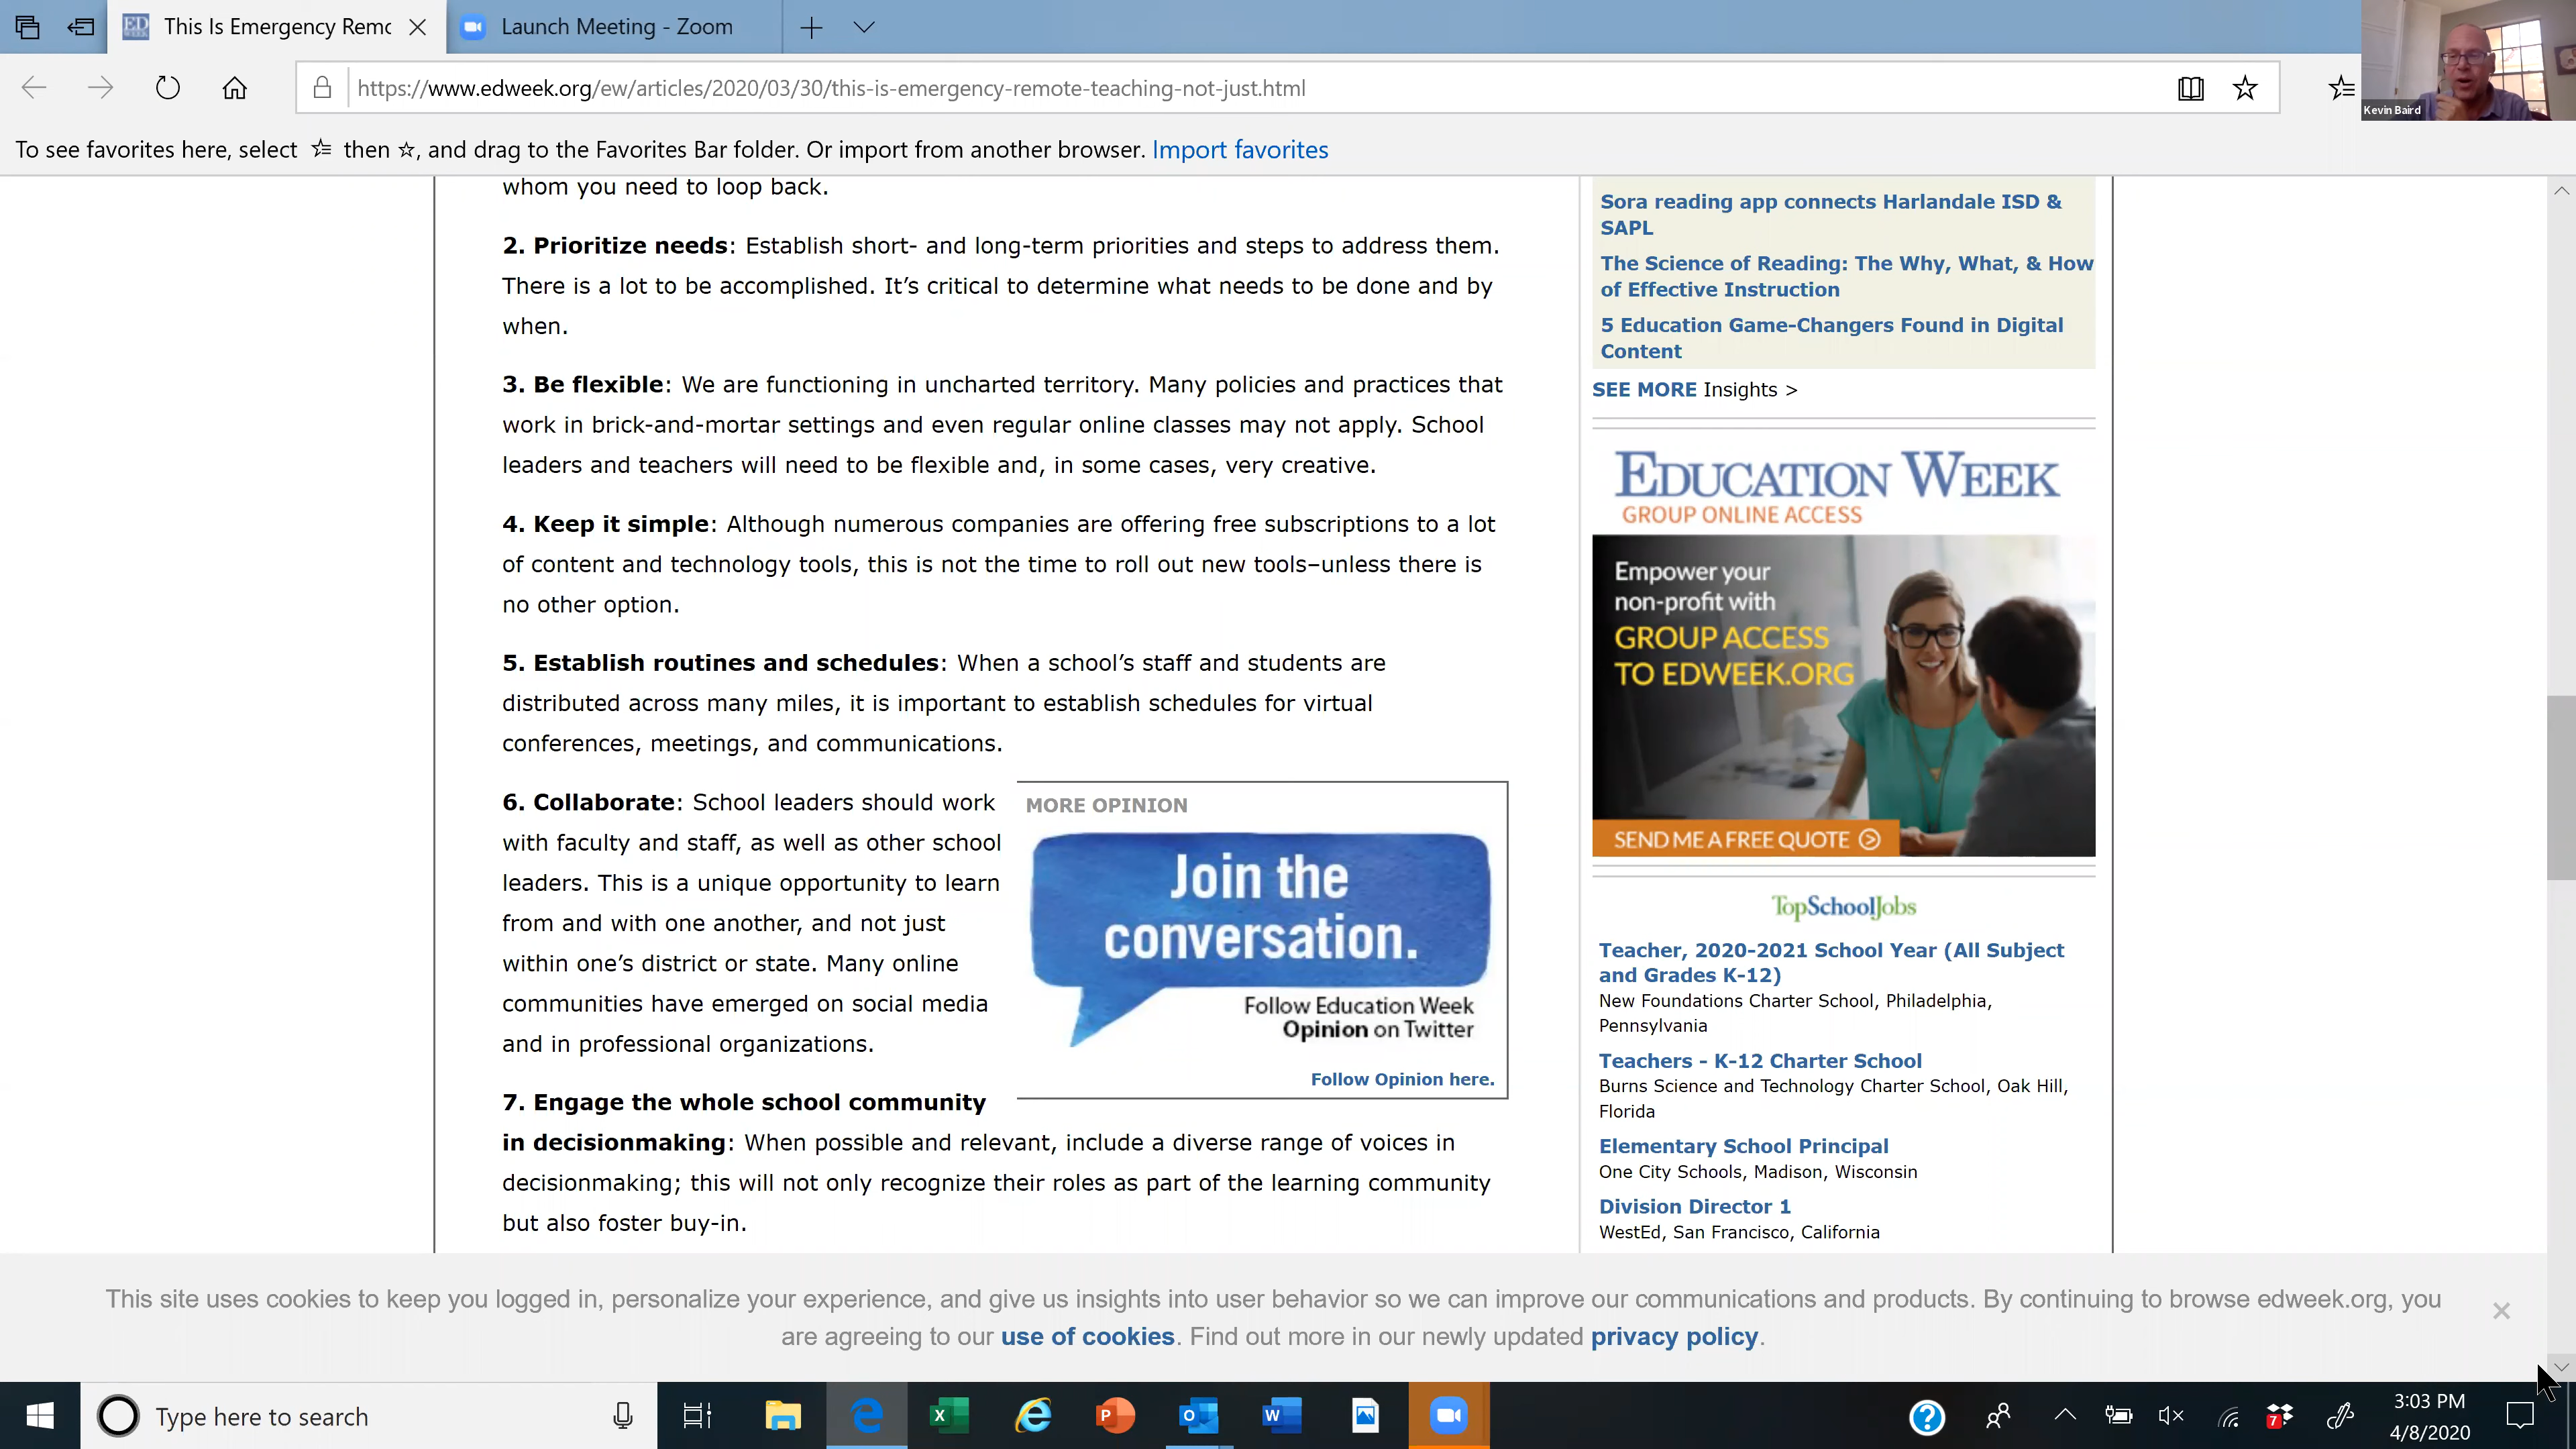 This Is Emergency Remo
Launch Meeting - Zoom
https://www.edweek.org/ew/articles/2020/03/30/this-is-emergency-remote-teaching-not-just.html
Kevin Baird
To see favorites here, select then ☆, and drag to the Favorites Bar folder. Or import from another browser. Import favorites
whom you need to loop back.
2. Prioritize needs: Establish short- and long-term priorities and steps to address them.
There is a lot to be accomplished. It's critical to determine what needs to be done and by
when.
3. Be flexible: We are functioning in uncharted territory. Many policies and practices that
work in brick-and-mortar settings and even regular online classes may not apply. School
leaders and teachers will need to be flexible and, in some cases, very creative.
4. Keep it simple: Although numerous companies are offering free subscriptions to a lot
of content and technology tools, this is not the time to roll out new tools–unless there is
no other option.
5. Establish routines and schedules: When a school's staff and students are
distributed across many miles, it is important to establish schedules for virtual
conferences, meetings, and communications.
6. Collaborate: School leaders should work
with faculty and staff, as well as other school
leaders. This is a unique opportunity to learn
from and with one another, and not just
within one's district or state. Many online
communities have emerged on social media
and in professional organizations.
MORE OPINION
Join the
conversation.
Follow Education Week
Opinion on Twitter
Follow Opinion here.
7. Engage the whole school community
in decisionmaking: When possible and relevant, include a diverse range of voices in
decisionmaking; this will not only recognize their roles as part of the learning community
but also foster buy-in.
Sora reading app connects Harlandale ISD &
SAPL
The Science of Reading: The Why, What, & How
of Effective Instruction
5 Education Game-Changers Found in Digital
Content
SEE MORE Insights >
EDUCATION WEEK
GROUP ONLINE ACCESS
Empower your
non-profit with
GROUP ACCESS
TO EDWEEK.ORG
SEND ME A FREE QUOTE
TopSchoolJobs
Teacher, 2020-2021 School Year (All Subject
and Grades K-12)
New Foundations Charter School, Philadelphia,
Pennsylvania
Teachers - K-12 Charter School
Burns Science and Technology Charter School, Oak Hill,
Florida
Elementary School Principal
One City Schools, Madison, Wisconsin
Division Director 1
WestEd, San Francisco, California
This site uses cookies to keep you logged in, personalize your experience, and give us insights into user behavior so we can improve our communications and products. By continuing to browse edweek.org, you
are agreeing to our use of cookies. Find out more in our newly updated privacy policy.
Type here to search
7
3:03 PM
4/8/2020